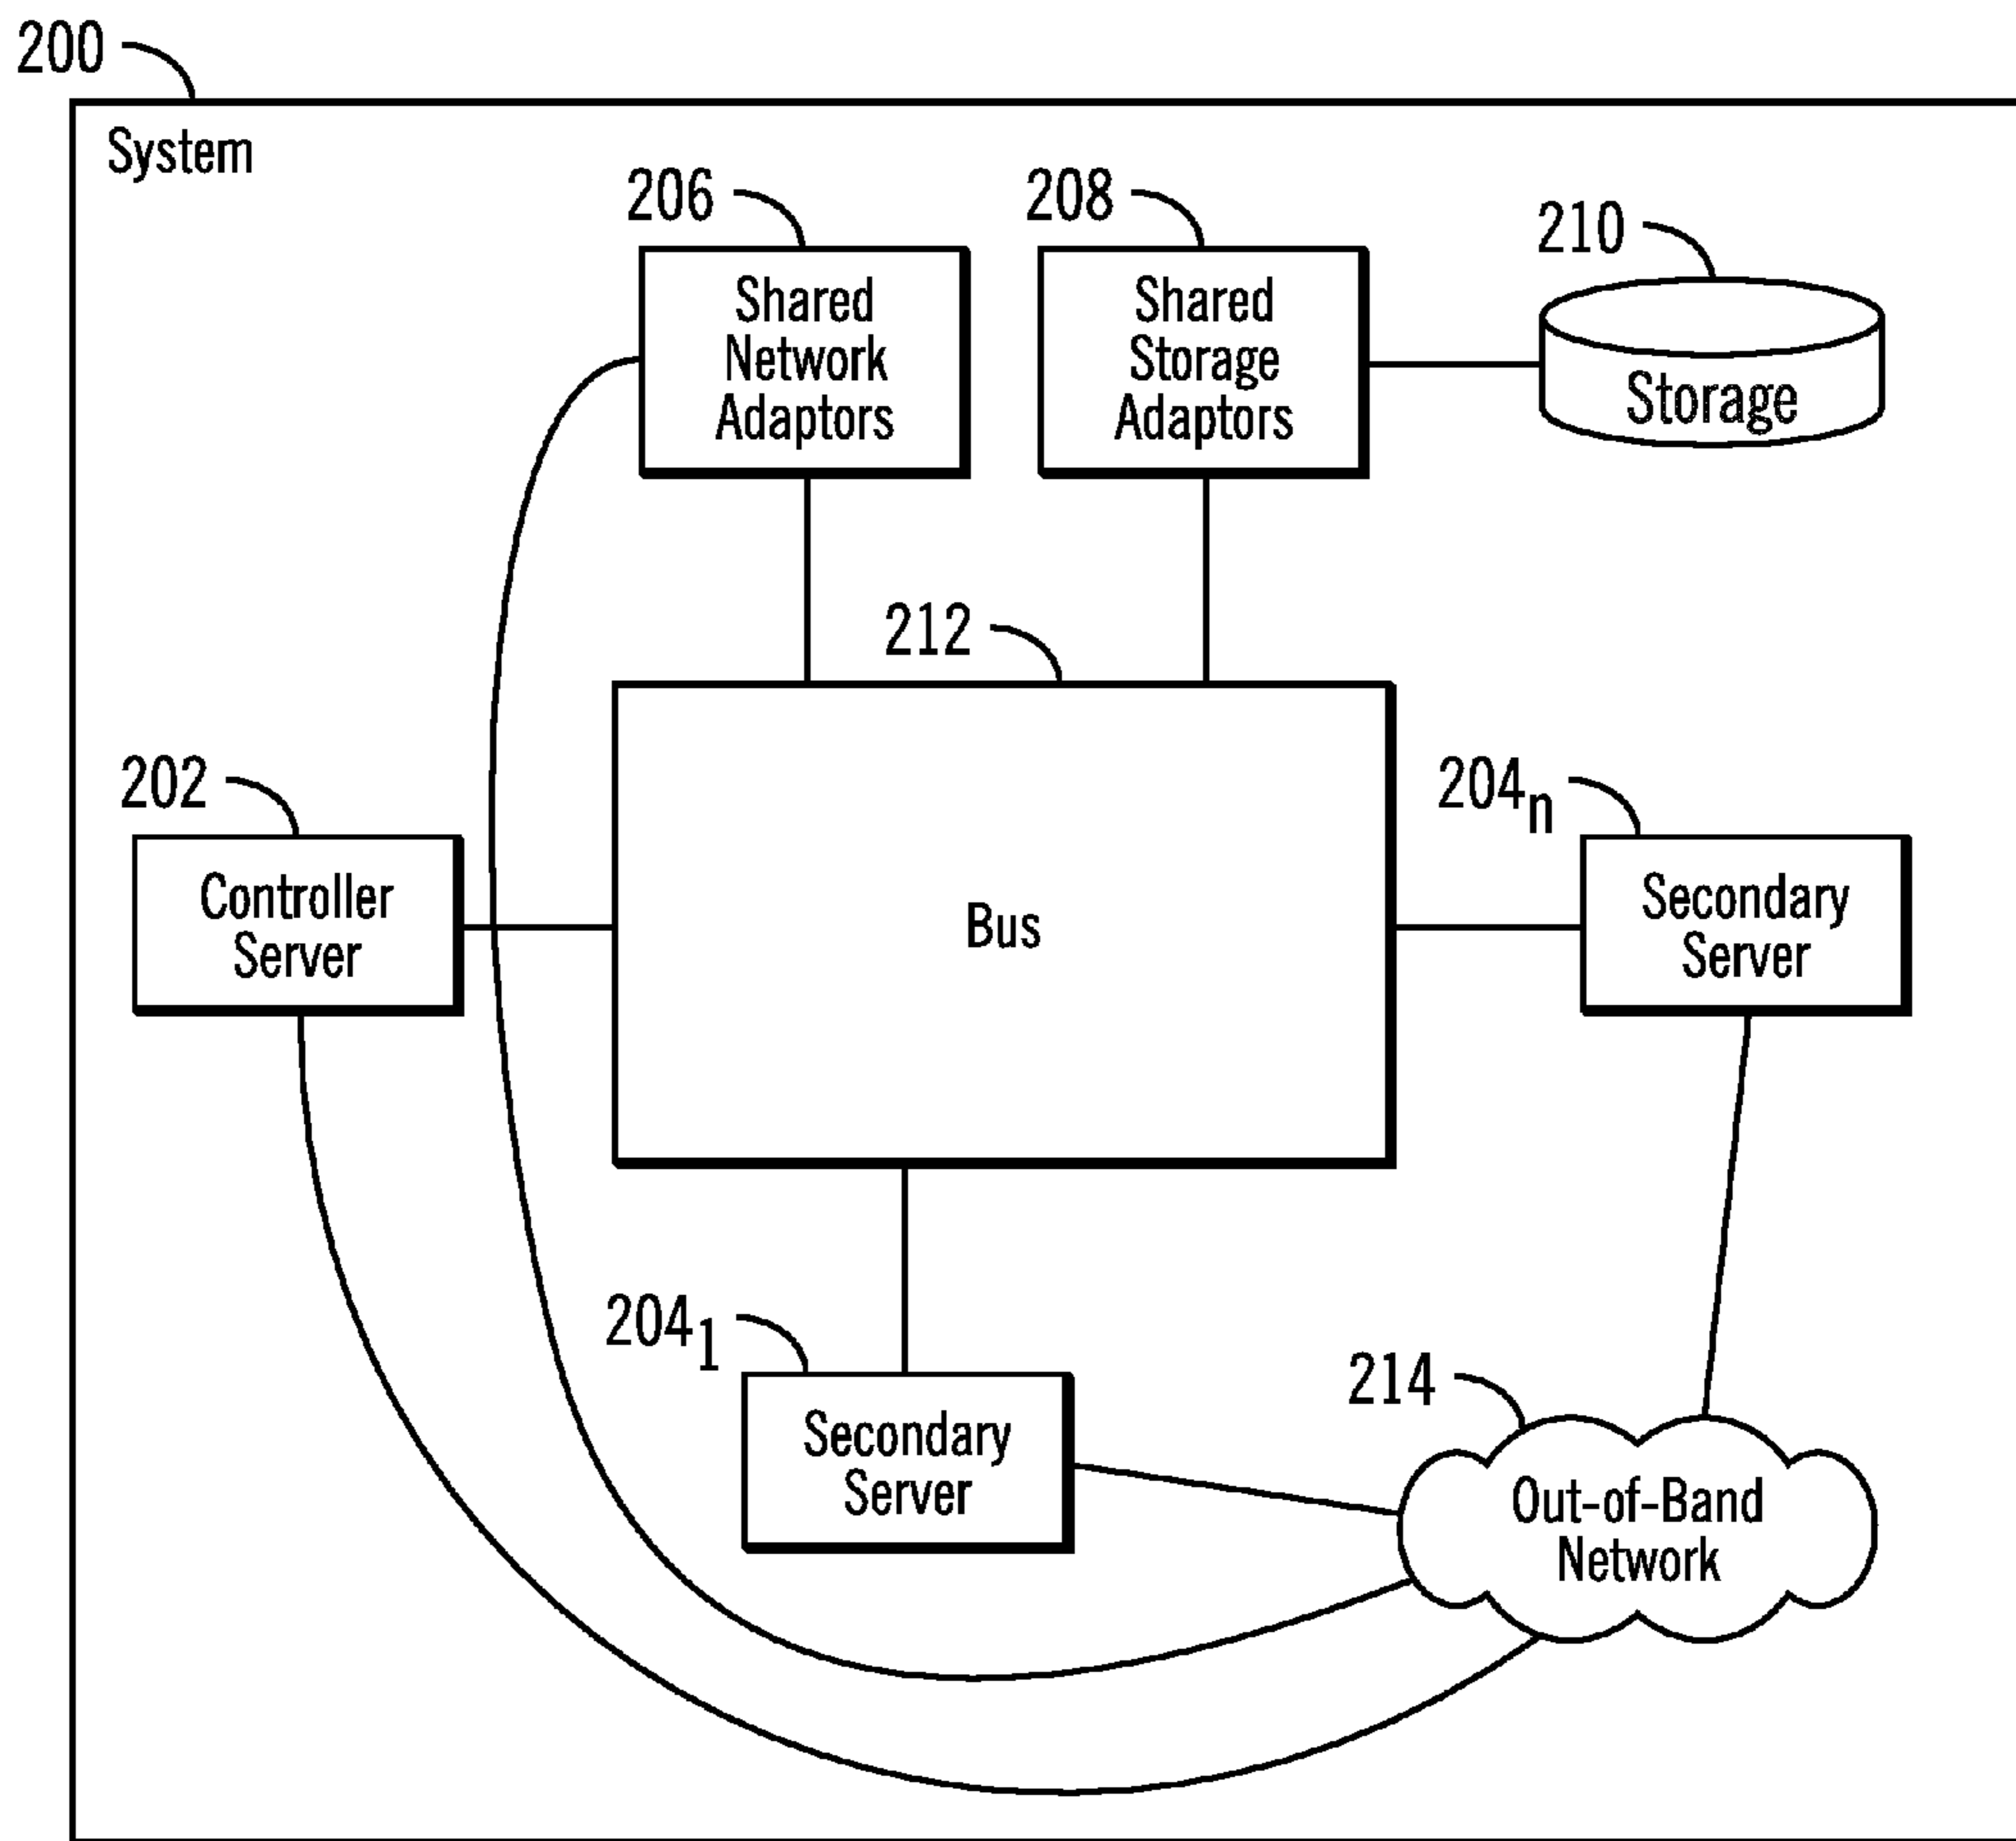 200
System
206
208
210
Shared
Network
Adaptors
Shared
Storage
Adaptors
Storage
212
202
204n
Controller
Server
Bus
Secondary
Server
2041
214
Secondary
Server
Out-of-Band
Network